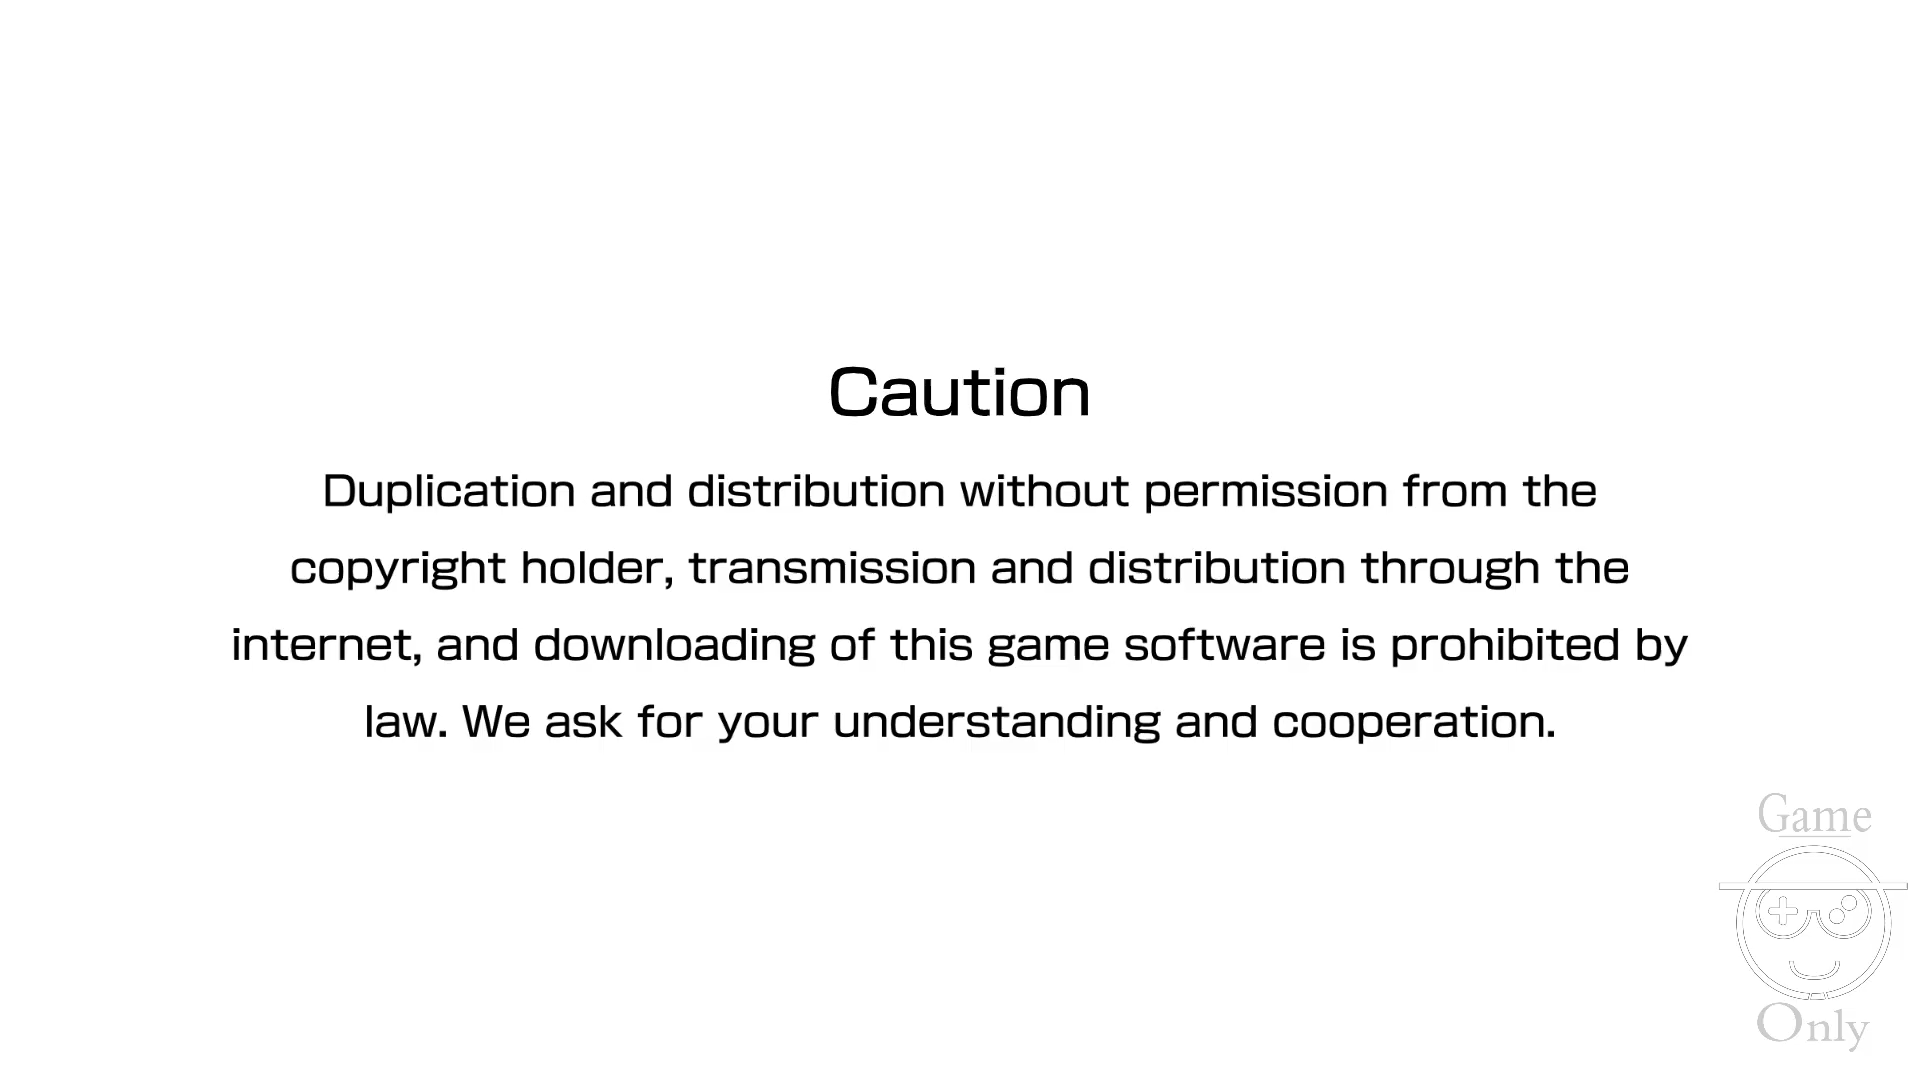 Caution
Duplication and distribution without permission from the
copyright holder, transmission and distribution through the
internet, and downloading of this game software is prohibited by
law. We ask for your understanding and cooperation.
Game
Only